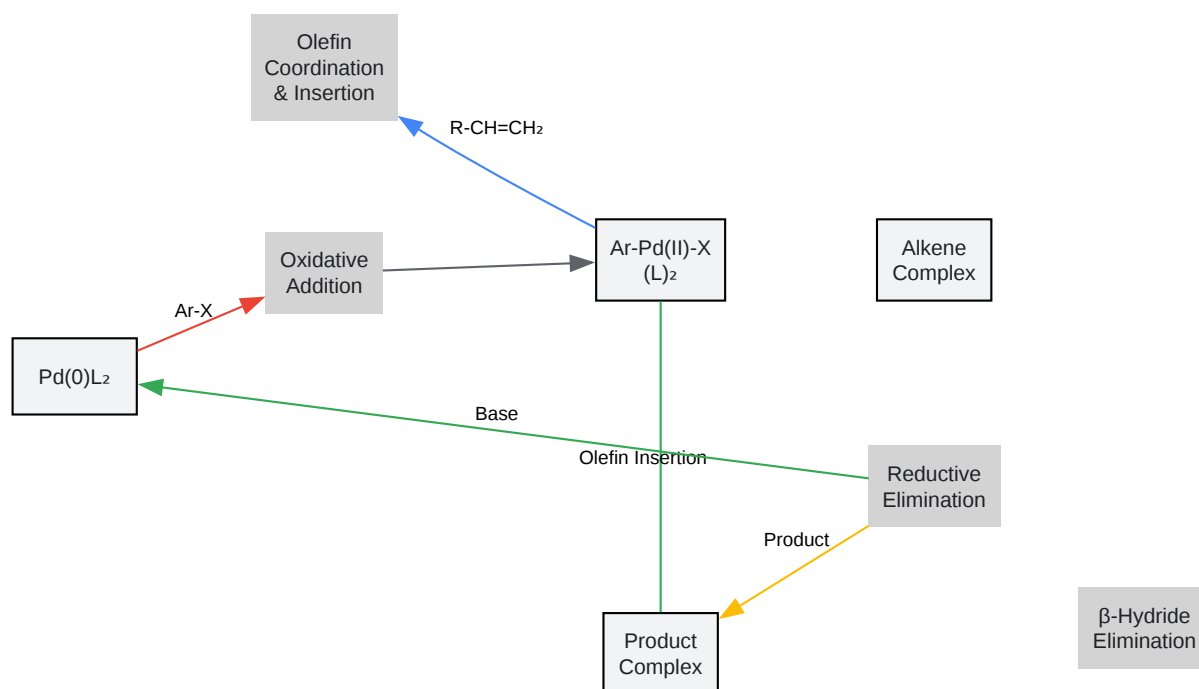 Olefin
Coordination
& Insertion
R-CH=CH₂
Ar-Pd(II)-X
(L)₂
Alkene
Complex
Oxidative
Addition
Ar-X
Pd(0)L₂
Base
Olefin Insertion
Reductive
Elimination
Product
Product
Complex
β-Hydride
Elimination